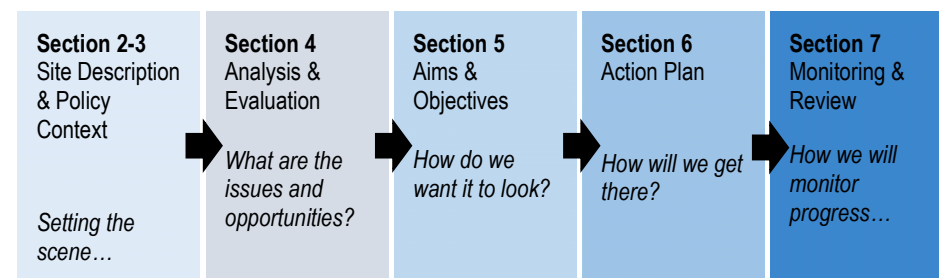 Section 2-3
Site Description
& Policy
Context
Setting the
scene…
Section 4
Analysis &
Evaluation
What are the
issues and
opportunities?
Section 5
Aims &
Objectives
How do we
want it to look?
Section 6
Action Plan
How will we get
there?
Section 7
Monitoring &
Review
How we will
monitor
progress…